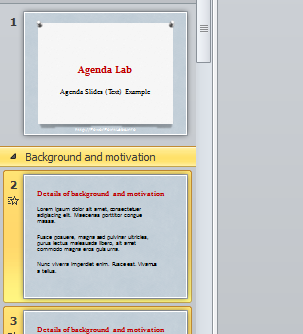 1
Agenda Lab
Agenda Slides (Text) Example
Background and motivation
2
Details of background and motivation
Lorem ipsum dolor sit amet, consectetuer
adipiscing elit. Maecenas porttitor congue
massa.
Fusce posuere, magna sed pulvinar ultricies,
purus lectus malesuada libero, sit amet
commodo magna eros quis urna.
Nunc viverra imperdiet enim. Fusce est. Vivamus
a tellus.
3
Details of background and motivation